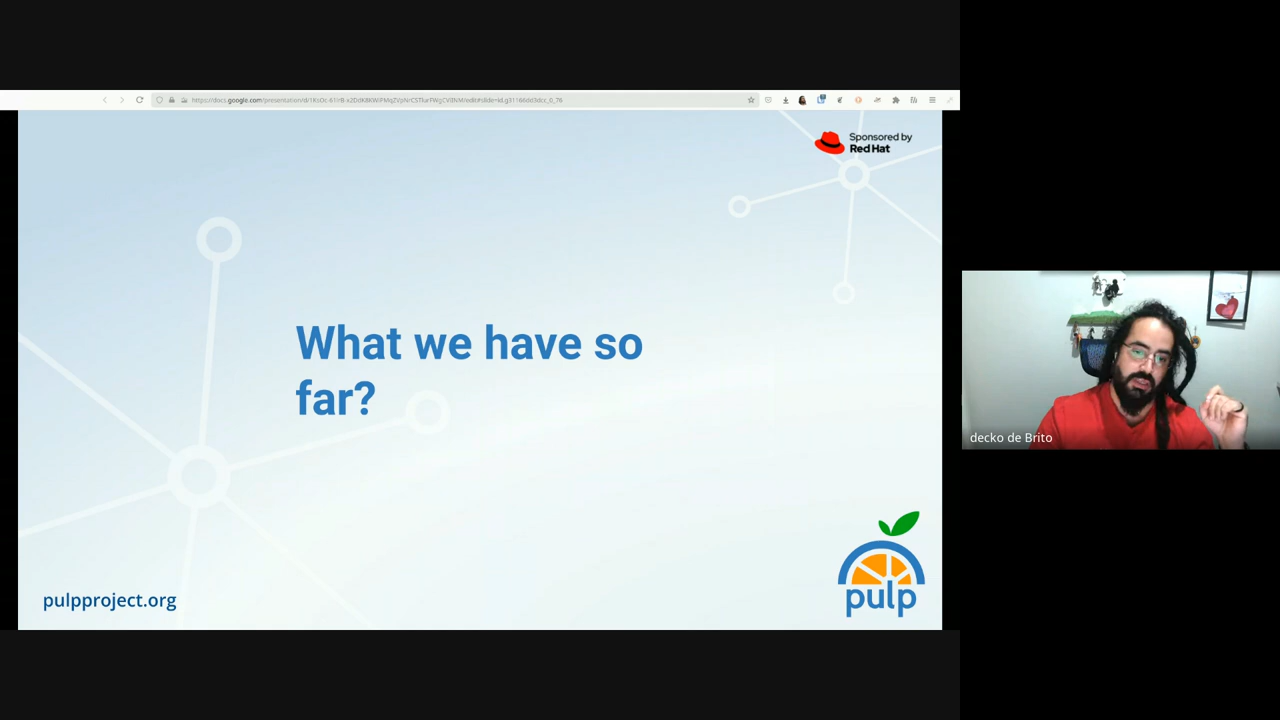 Sponsored by
Red Hat
What we have so
far?
decko de Brito
pulpproject.org
pulp